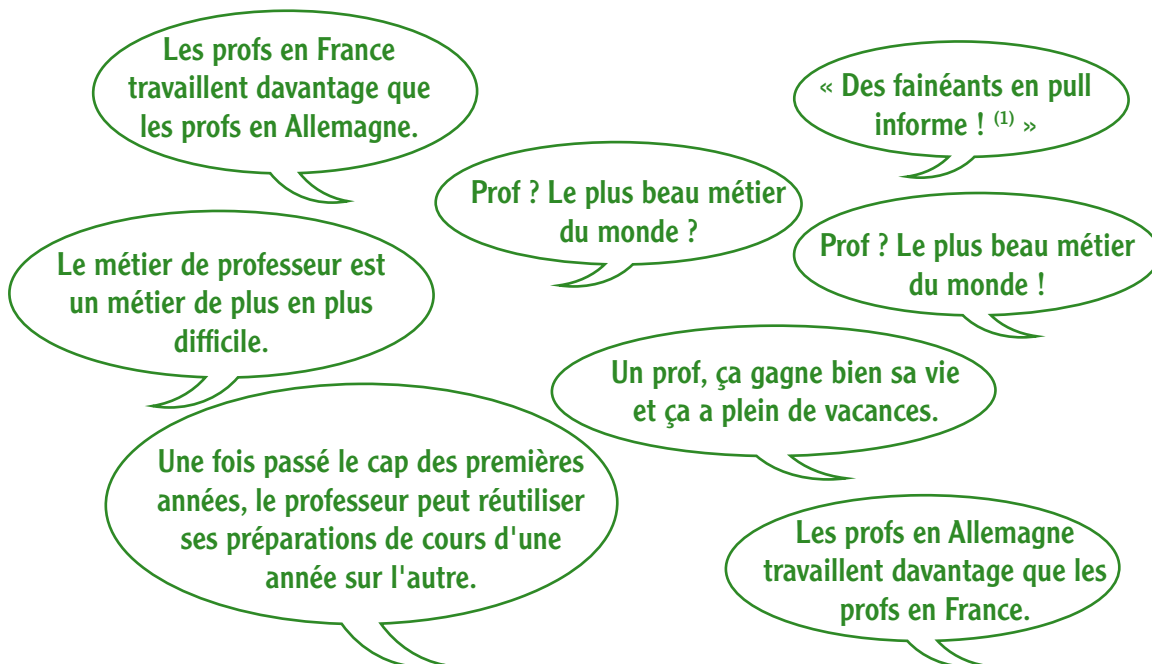 Les profs en France
travaillent davantage que
les profs en Allemagne.
« Des fainéants en pull
informe ! (1) »
Prof ? Le plus beau métier
du monde ?
Prof ? Le plus beau métier
du monde !
Le métier de professeur est
un métier de plus en plus
difficile.
Un prof, ça gagne bien sa vie
et ça a plein de vacances.
Une fois passé le cap des premières
années, le professeur peut réutiliser
ses préparations de cours d'une
année sur l'autre.
Les profs en Allemagne
travaillent davantage que les
profs en France.